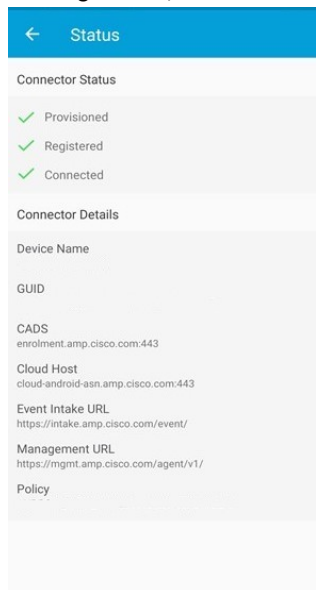 Status
Connector Status
Provisioned
Registered
Connected
Connector Details
Device Name
GUID
CADS
enrolment.amp.cisco.com:443
Cloud Host
cloud-android-asn.amp.cisco.com:443
Event Intake URL
https://intake.amp.cisco.com/event/
Management URL
https://mgmt.amp.cisco.com/agent/v1/
Policy